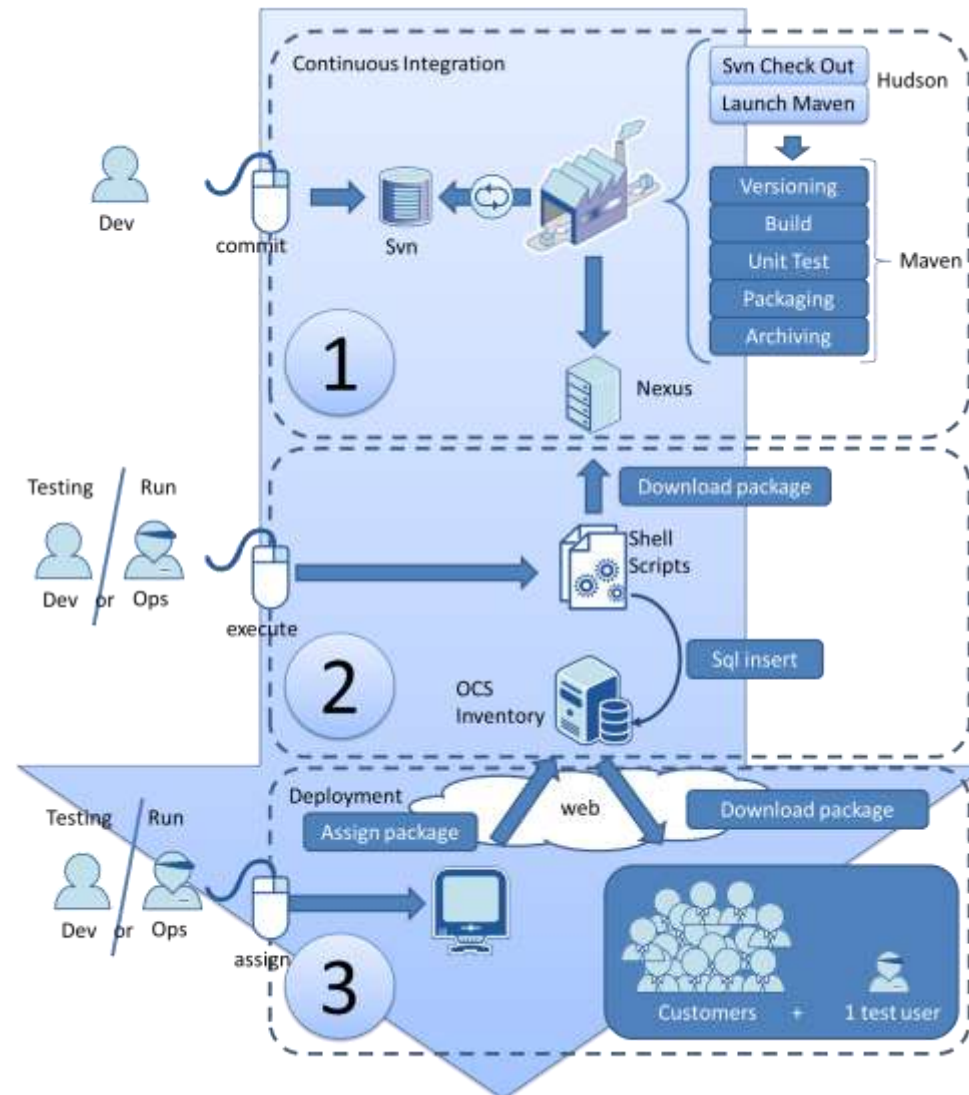 Continuous Integration
Svn Check Out
Hudson
Launch Maven
Versioning
Build
Unit Test
Maven
Packaging
Archiving
Dev
commit
Svn
1
Nexus
Testing
Run
Download package
Shell
Scripts
Dev or Ops
execute
Sql insert
2
OCS
Inventory
Deployment
web
Download package
Assign package
Testing
Run
Dev or Ops
assign
3
Customers + 1 test user